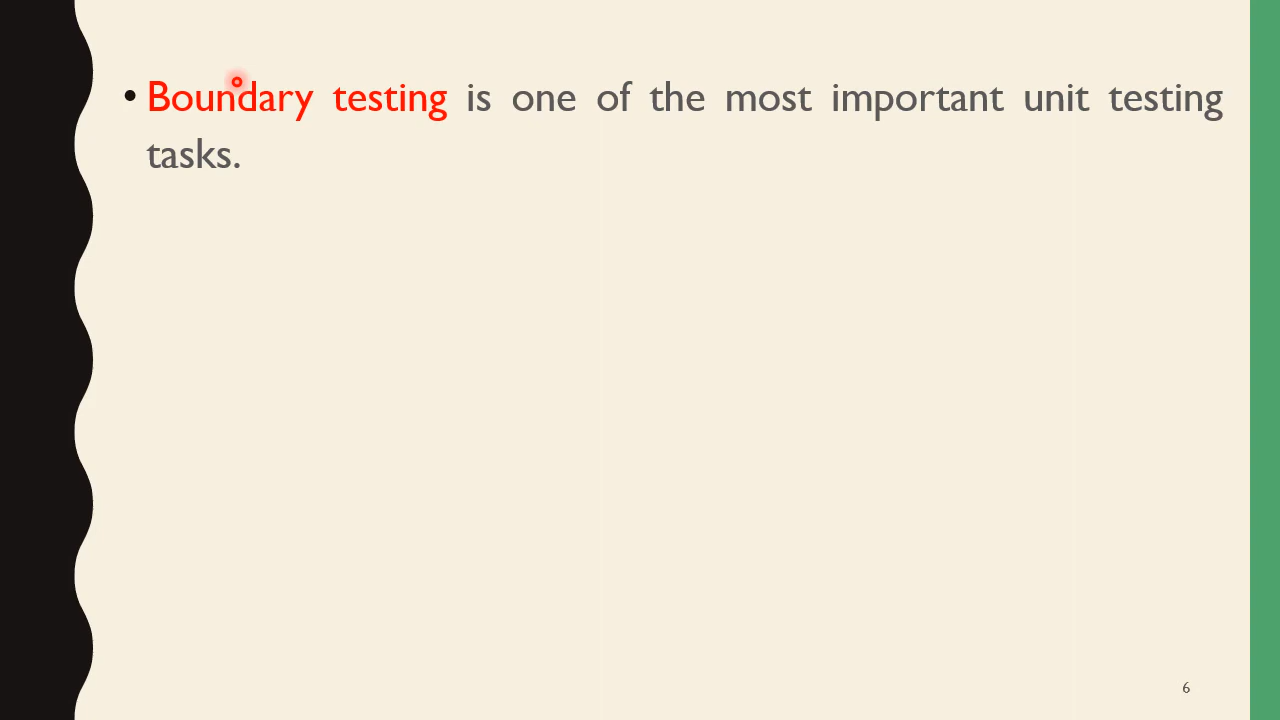 • Boundary testing is one of the most important unit testing
tasks.
6